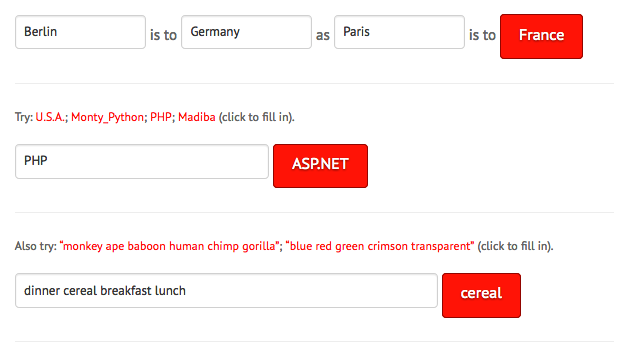 Berlin is to Germany as Paris is to France
Try: U.S.A.; Monty_Python; PHP; Madiba (click to fill in).
PHP ASP.NET
Also try: “monkey ape baboon human chimp gorilla”; “blue red green crimson transparent” (click to fill in).
dinner cereal breakfast lunch cereal